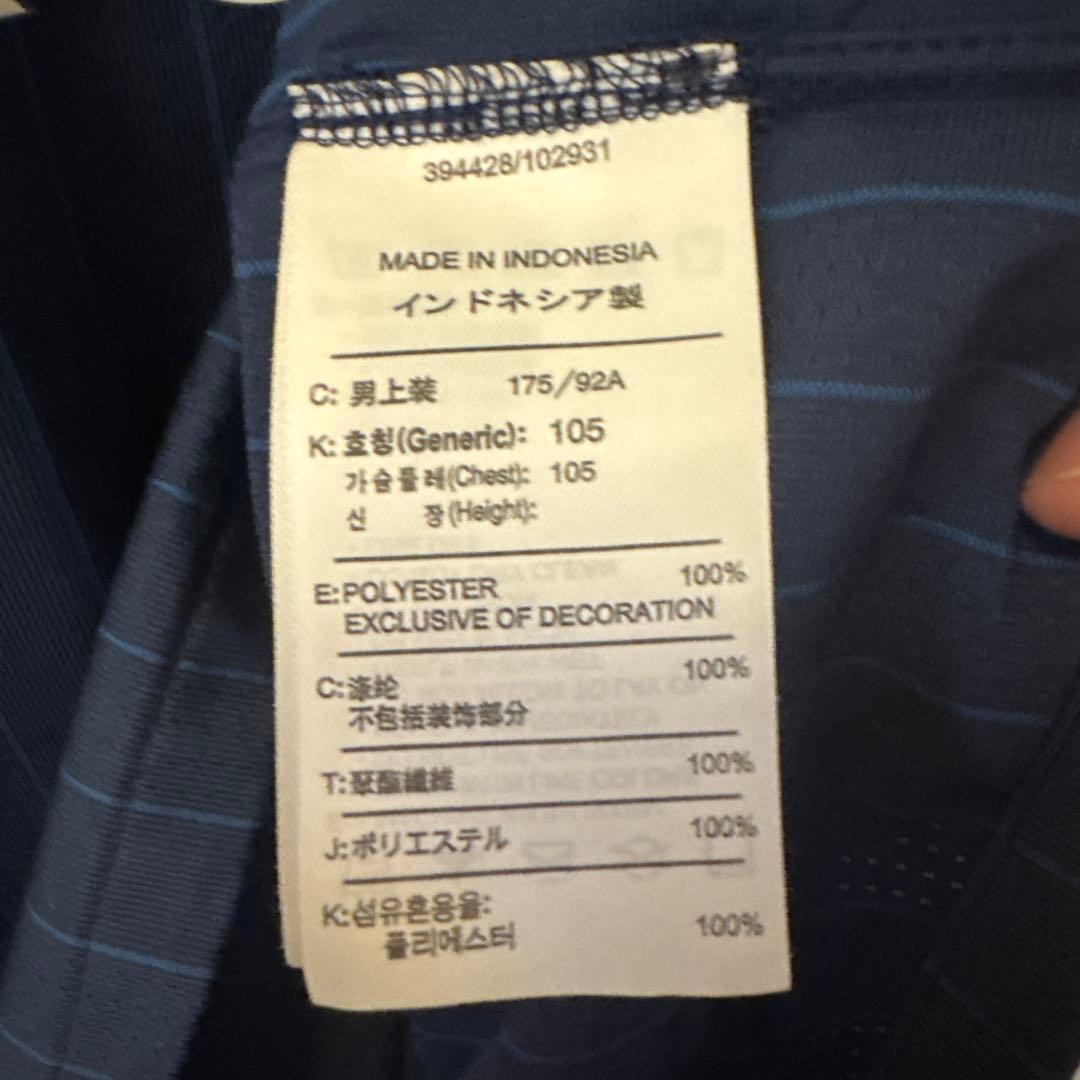 394428/102931
MADE IN INDONESIA
インドネシア製
C: 男上装 175/92A
K: 호칭(Generic): 105
가슴둘레(Chest): 105
신 장(Height):
E:POLYESTER 100%
EXCLUSIVE OF DECORATION
C:涤纶 100%
不包括装饰部分
T:聚酯纖維 100%
J:ポリエステル 100%
K:섬유혼용율:
폴리에스터 100%